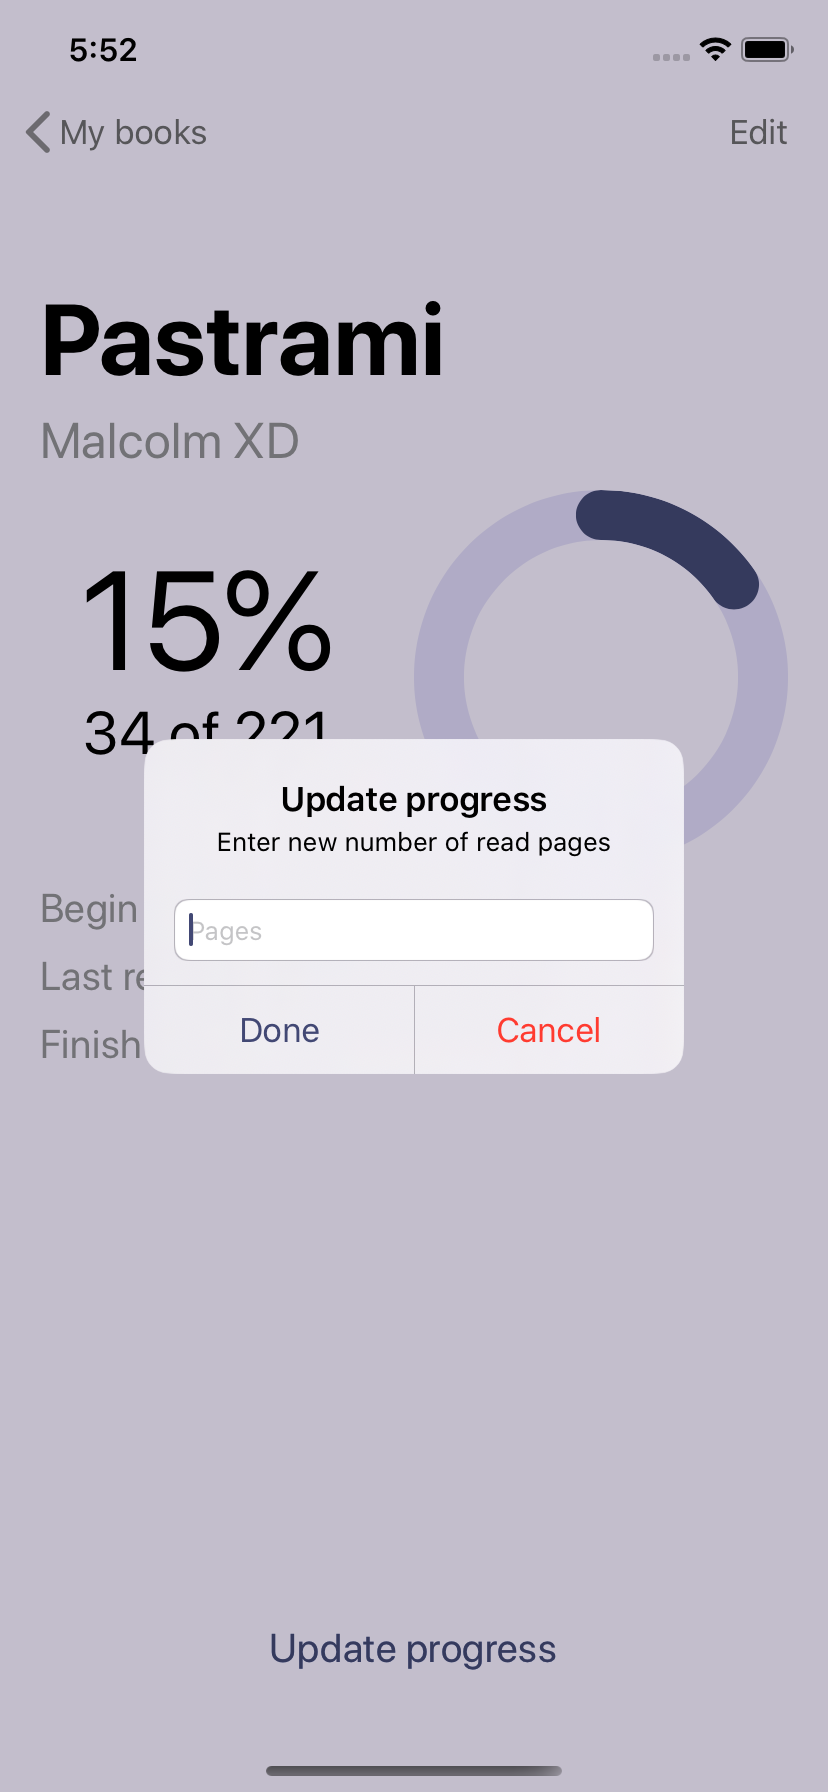 5:52
My books
Edit
Pastrami
Malcolm XD
15%
34 of 221
Update progress
Enter new number of read pages
Pages
Begin
Last re
Finish
Done
Cancel
Update progress